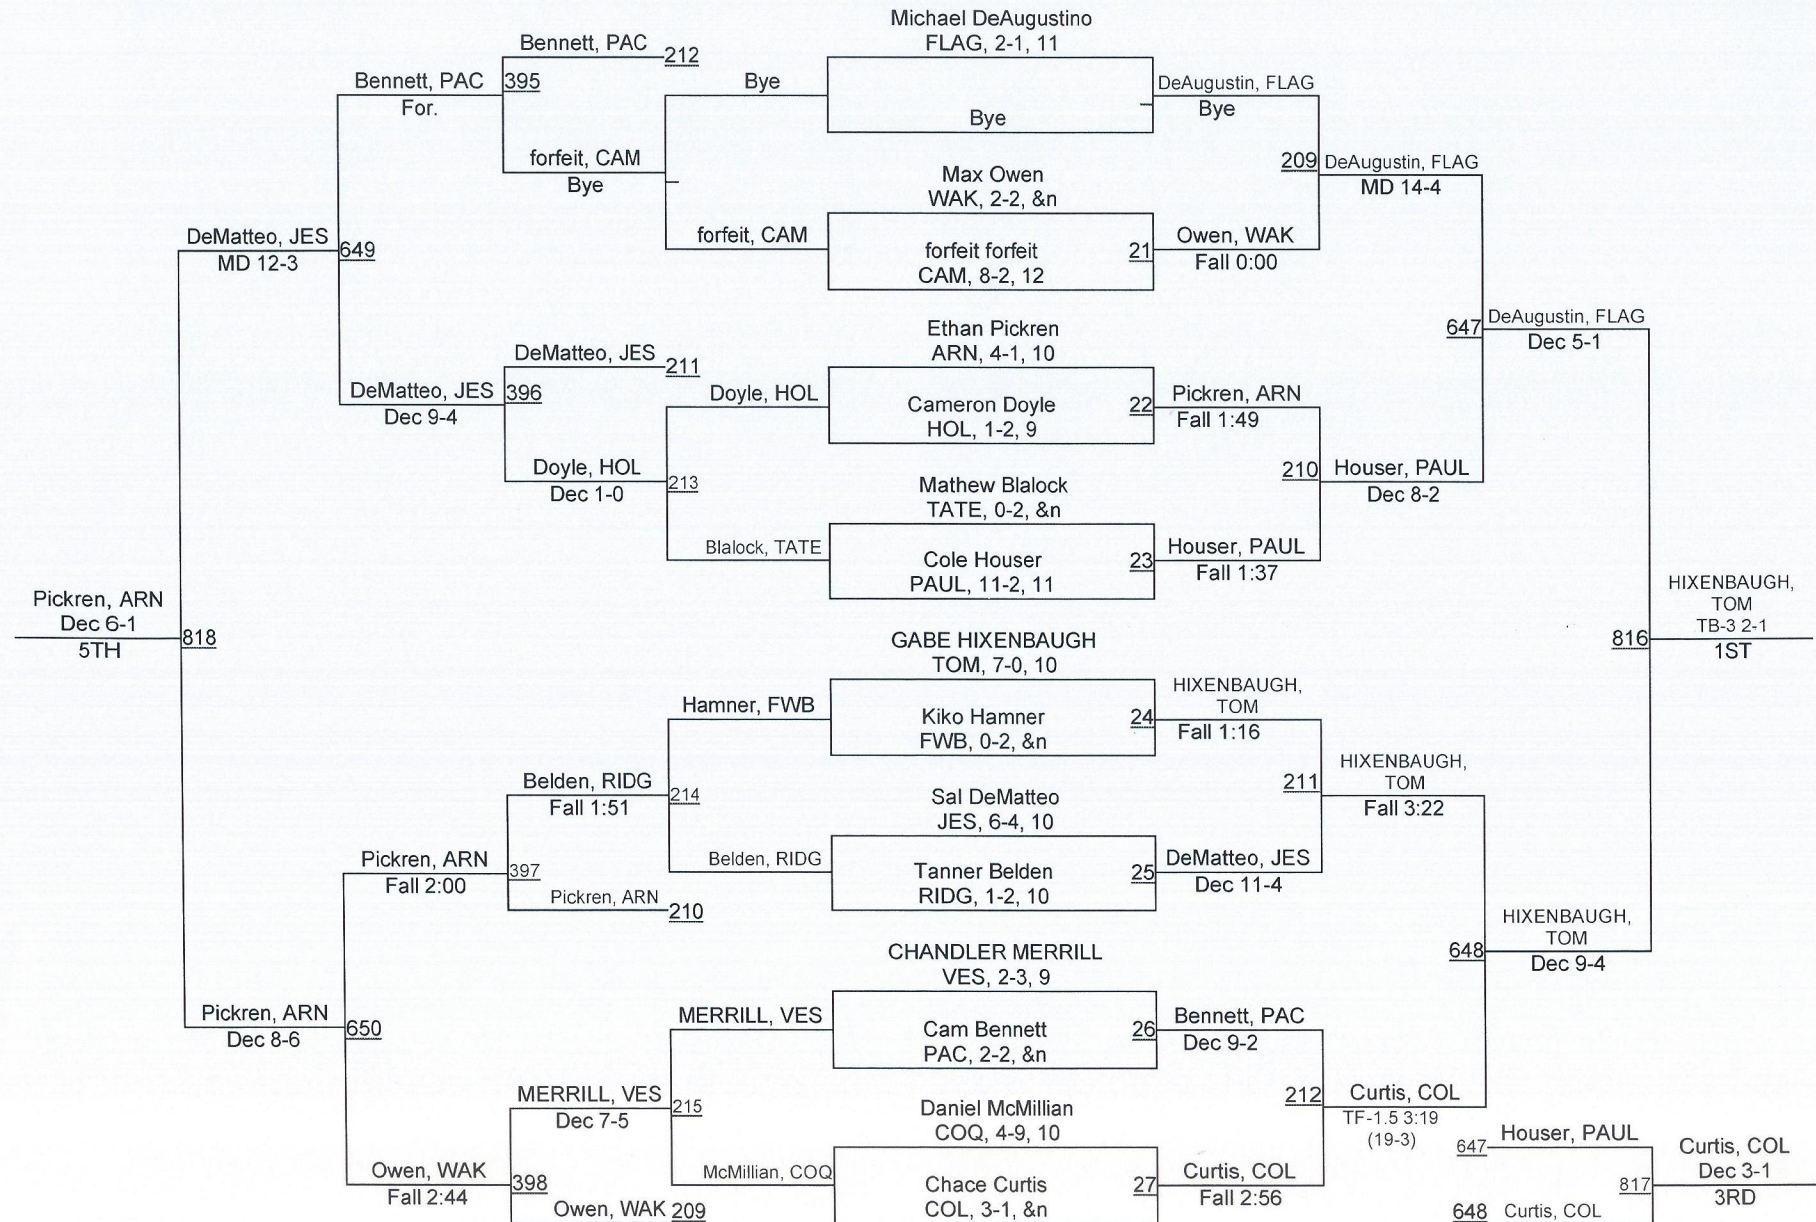 Michael DeAugustino
FLAG, 2-1, 11
Bennett, PAC
212
Bennett, PAC
395
For.
Bye
DeAugustin, FLAG
Bye
Bye
forfeit, CAM
Bye
Max Owen
WAK, 2-2, &n
209
DeAugustin, FLAG
MD 14-4
DeMatteo, JES
649
MD 12-3
forfeit, CAM
forfeit forfeit
CAM, 8-2, 12
21
Owen, WAK
Fall 0:00
Ethan Pickren
ARN, 4-1, 10
647
DeAugustin, FLAG
Dec 5-1
DeMatteo, JES
211
DeMatteo, JES
396
Dec 9-4
Doyle, HOL
Cameron Doyle
HOL, 1-2, 9
22
Pickren, ARN
Fall 1:49
Doyle, HOL
213
Dec 1-0
Mathew Blalock
TATE, 0-2, &n
210
Houser, PAUL
Dec 8-2
Blalock, TATE
Cole Houser
PAUL, 11-2, 11
23
Houser, PAUL
Fall 1:37
Pickren, ARN
Dec 6-1
818
5TH
HIXENBAUGH,
TOM
TB-3 2-1
816
1ST
GABE HIXENBAUGH
TOM, 7-0, 10
Hamner, FWB
Kiko Hamner
FWB, 0-2, &n
24
HIXENBAUGH,
TOM
Fall 1:16
Belden, RIDG
214
Fall 1:51
Sal DeMatteo
JES, 6-4, 10
211
HIXENBAUGH,
TOM
Fall 3:22
Pickren, ARN
397
Fall 2:00
Belden, RIDG
Tanner Belden
RIDG, 1-2, 10
25
DeMatteo, JES
Dec 11-4
Pickren, ARN
210
CHANDLER MERRILL
VES, 2-3, 9
648
HIXENBAUGH,
TOM
Dec 9-4
Pickren, ARN
650
Dec 8-6
MERRILL, VES
Cam Bennett
PAC, 2-2, &n
26
Bennett, PAC
Dec 9-2
MERRILL, VES
215
Dec 7-5
Daniel McMillian
COQ, 4-9, 10
212
Curtis, COL
TF-1.5 3:19
(19-3)
647
Houser, PAUL
Curtis, COL
Dec 3-1
817
3RD
Owen, WAK
398
Fall 2:44
McMillian, COQ
Chace Curtis
COL, 3-1, &n
27
Curtis, COL
Fall 2:56
Owen, WAK
209
648
Curtis, COL